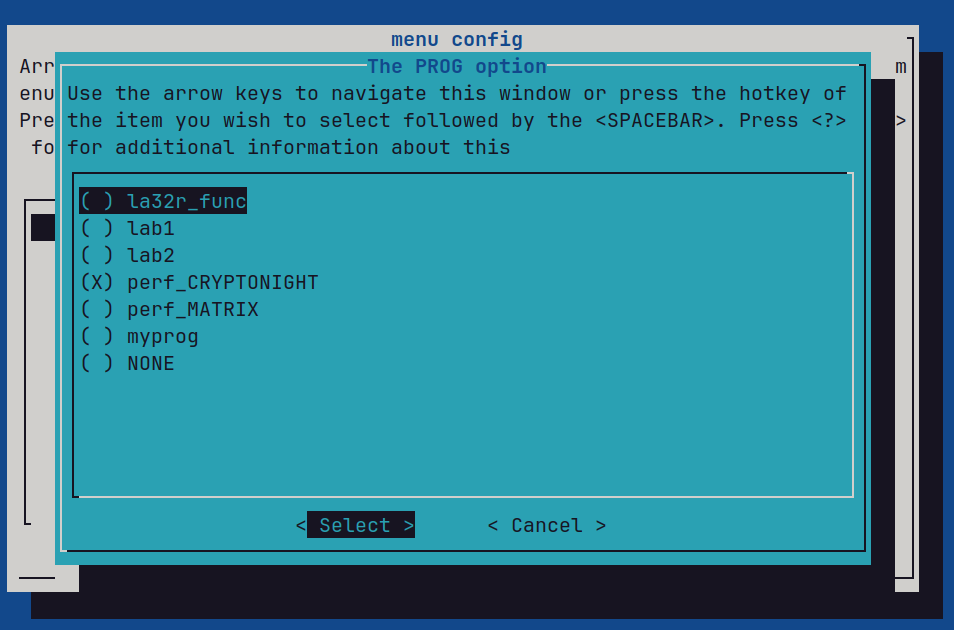 menu config
The PROG option
Arr
m
enu
Use the arrow keys to navigate this window or press the hotkey of
Pre
the item you wish to select followed by the <SPACEBAR>. Press <?>
>
fo
for additional information about this
( ) la32r_func
( ) lab1
( ) lab2
(X) perf_CRYPTONIGHT
( ) perf_MATRIX
( ) myprog
( ) NONE
< Select > < Cancel >